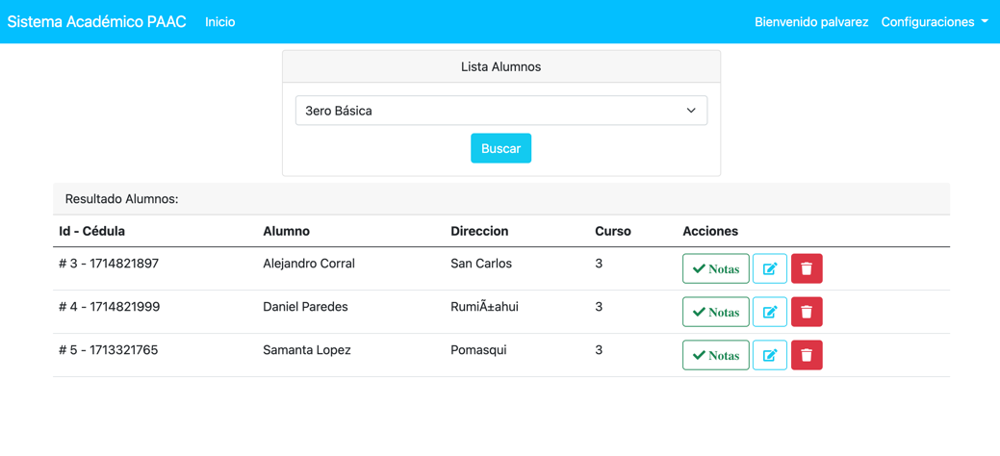 Sistema Académico PAAC Inicio Bienvenido palvarez Configuraciones
Lista Alumnos
3ero Básica
Buscar
Resultado Alumnos:
Id - Cédula Alumno Direccion Curso Acciones
# 3 - 1714821897 Alejandro Corral San Carlos 3 Notas
# 4 - 1714821999 Daniel Paredes RumiÃ±ahui 3 Notas
# 5 - 1713321765 Samanta Lopez Pomasqui 3 Notas